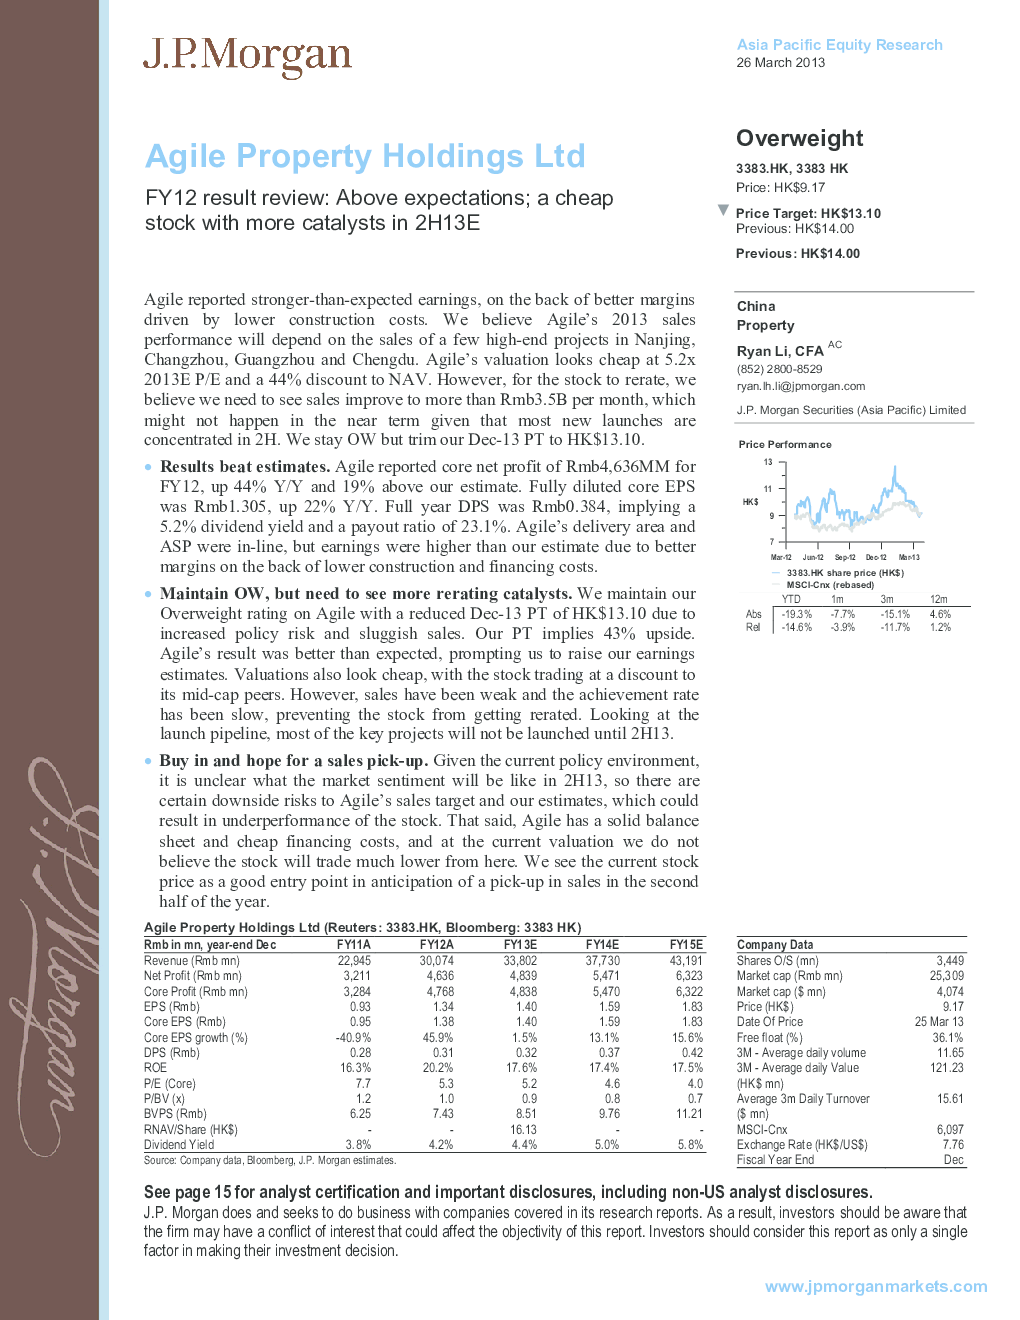 J.P.Morgan
Asia Pacific Equity Research
26 March 2013
Agile Property Holdings Ltd
FY12 result review: Above expectations; a cheap
stock with more catalysts in 2H13E
Overweight
3383.HK, 3383 HK
Price: HK$9.17
▼ Price Target: HK$13.10
Previous: HK$14.00
Previous: HK$14.00
China
Property
Ryan Li, CFA AC
(852) 2800-8529
ryan.lh.li@jpmorgan.com
J.P. Morgan Securities (Asia Pacific) Limited
Agile reported stronger-than-expected earnings, on the back of better margins
driven by lower construction costs. We believe Agile's 2013 sales
performance will depend on the sales of a few high-end projects in Nanjing,
Changzhou, Guangzhou and Chengdu. Agile's valuation looks cheap at 5.2x
2013E P/E and a 44% discount to NAV. However, for the stock to rerate, we
believe we need to see sales improve to more than Rmb3.5B per month, which
might not happen in the near term given that most new launches are
concentrated in 2H. We stay OW but trim our Dec-13 PT to HK$13.10.
• Results beat estimates. Agile reported core net profit of Rmb4,636MM for
FY12, up 44% Y/Y and 19% above our estimate. Fully diluted core EPS
was Rmb1.305, up 22% Y/Y. Full year DPS was Rmb0.384, implying a
5.2% dividend yield and a payout ratio of 23.1%. Agile's delivery area and
ASP were in-line, but earnings were higher than our estimate due to better
margins on the back of lower construction and financing costs.
• Maintain OW, but need to see more rerating catalysts. We maintain our
Overweight rating on Agile with a reduced Dec-13 PT of HK$13.10 due to
increased policy risk and sluggish sales. Our PT implies 43% upside.
Agile's result was better than expected, prompting us to raise our earnings
estimates. Valuations also look cheap, with the stock trading at a discount to
its mid-cap peers. However, sales have been weak and the achievement rate
has been slow, preventing the stock from getting rerated. Looking at the
launch pipeline, most of the key projects will not be launched until 2H13.
• Buy in and hope for a sales pick-up. Given the current policy environment,
it is unclear what the market sentiment will be like in 2H13, so there are
certain downside risks to Agile's sales target and our estimates, which could
result in underperformance of the stock. That said, Agile has a solid balance
sheet and cheap financing costs, and at the current valuation we do not
believe the stock will trade much lower from here. We see the current stock
price as a good entry point in anticipation of a pick-up in sales in the second
half of the year.
Price Performance
13
11
HK$
9
7
Mar-12 Jun-12 Sep-12 Dec-12 Mar-13
3383.HK share price (HK$)
MSCI-Cnx (rebased)
YTD 1m 3m 12m
Abs -19.3% -7.7% -15.1% 4.6%
Rel -14.6% -3.9% -11.7% 1.2%
Agile Property Holdings Ltd (Reuters: 3383.HK, Bloomberg: 3383 HK)
Rmb in mn, year-end Dec FY11A FY12A FY13E FY14E FY15E
Revenue (Rmb mn) 22,945 30,074 33,802 37,730 43,191
Net Profit (Rmb mn) 3,211 4,636 4,839 5,471 6,323
Core Profit (Rmb mn) 3,284 4,768 4,838 5,470 6,322
EPS (Rmb) 0.93 1.34 1.40 1.59 1.83
Core EPS (Rmb) 0.95 1.38 1.40 1.59 1.83
Core EPS growth (%) -40.9% 45.9% 1.5% 13.1% 15.6%
DPS (Rmb) 0.28 0.31 0.32 0.37 0.42
ROE 16.3% 20.2% 17.6% 17.4% 17.5%
P/E (Core) 7.7 5.3 5.2 4.6 4.0
P/BV (x) 1.2 1.0 0.9 0.8 0.7
BVPS (Rmb) 6.25 7.43 8.51 9.76 11.21
RNAV/Share (HK$) - - 16.13 - -
Dividend Yield 3.8% 4.2% 4.4% 5.0% 5.8%
Source: Company data, Bloomberg, J.P. Morgan estimates.
Company Data
Shares O/S (mn) 3,449
Market cap (Rmb mn) 25,309
Market cap ($ mn) 4,074
Price (HK$) 9.17
Date Of Price 25 Mar 13
Free float (%) 36.1%
3M - Average daily volume 11.65
3M - Average daily Value 121.23
(HK$ mn)
Average 3m Daily Turnover 15.61
($ mn)
MSCI-Cnx 6,097
Exchange Rate (HK$/US$) 7.76
Fiscal Year End Dec
See page 15 for analyst certification and important disclosures, including non-US analyst disclosures.
J.P. Morgan does and seeks to do business with companies covered in its research reports. As a result, investors should be aware that
the firm may have a conflict of interest that could affect the objectivity of this report. Investors should consider this report as only a single
factor in making their investment decision.
www.jpmorganmarkets.com
J.P. Morgan